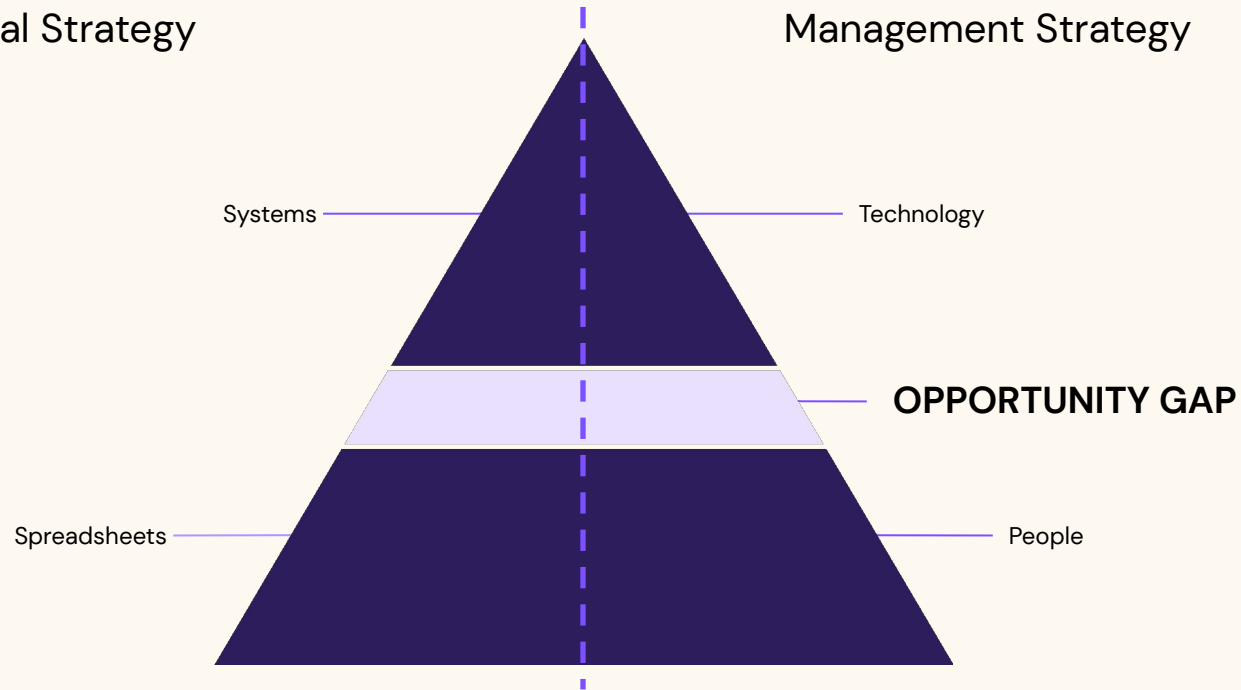 al Strategy
Management Strategy
Systems
Technology
OPPORTUNITY GAP
Spreadsheets
People